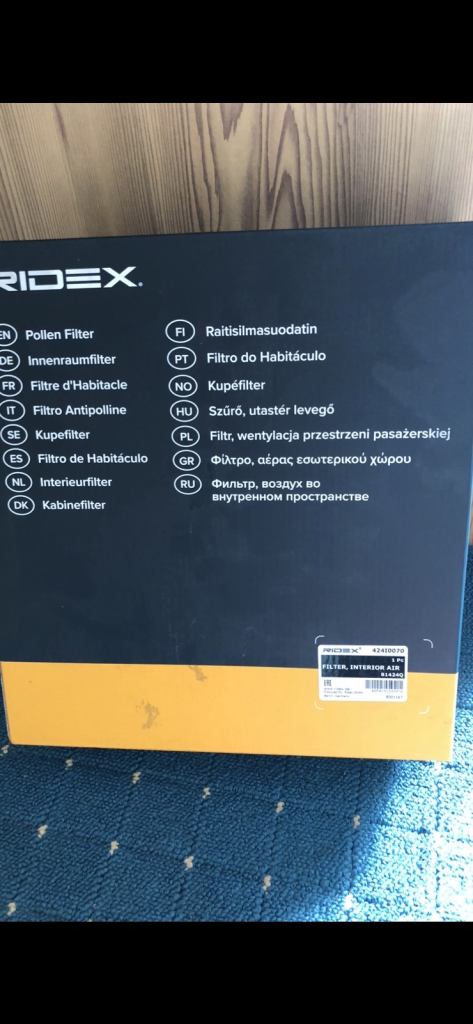 RIDEX
EN Pollen Filter
DE Innenraumfilter
FR Filtre d'Habitacle
IT Filtro Antipolline
SE Kupefilter
ES Filtro de Habitáculo
NL Interieurfilter
DK Kabinefilter
FI Raitisilmasuodatin
PT Filtro do Habitáculo
NO Kupéfilter
HU Szűrő, utastér levegő
PL Filtr, wentylacja przestrzeni pasażerskiej
GR Φίλτρο, αέρας εσωτερικού χώρου
RU Фильтр, воздух во
внутренном пространстве
RIDEX 424I0070
1 Pc
FILTER, INTERIOR AIR
B1424Q